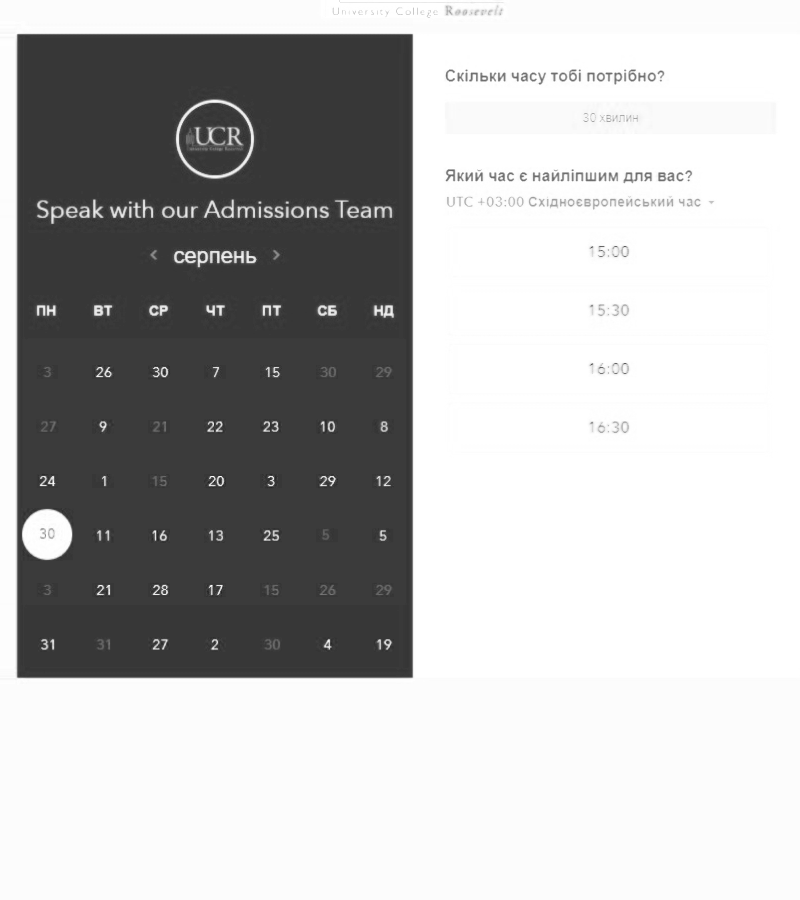 University College Roosevelt
UCR
Speak with our Admissions Team
серпень
ПН ВТ СР ЧТ ПТ СБ НД
3 26 30 7 15 30 29
27 9 21 22 23 10 8
24 1 15 20 3 29 12
30 11 16 13 25 5 5
3 21 28 17 15 26 29
31 31 27 2 30 4 19
Скільки часу тобі потрібно?
30 хвилин
Який час є найліпшим для вас?
UTC +03:00 Східноєвропейський час
15:00
15:30
16:00
16:30